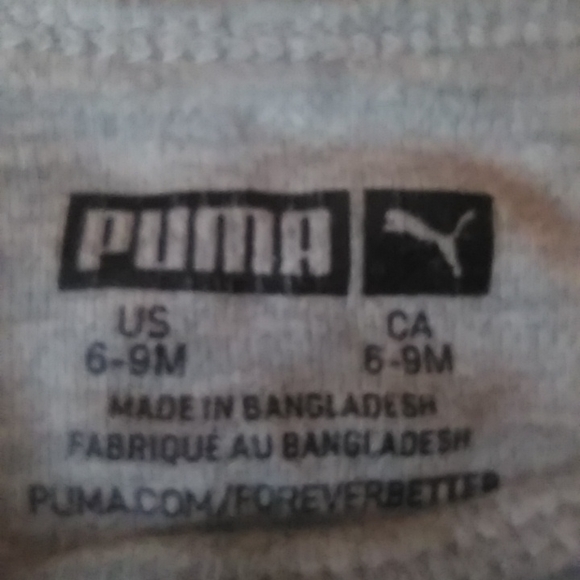 PUMA
US CA
6-9M 6-9M
MADE IN BANGLADESH
FABRIQUÉ AU BANGLADESH
PUMA.COM/FOREVERBETTER